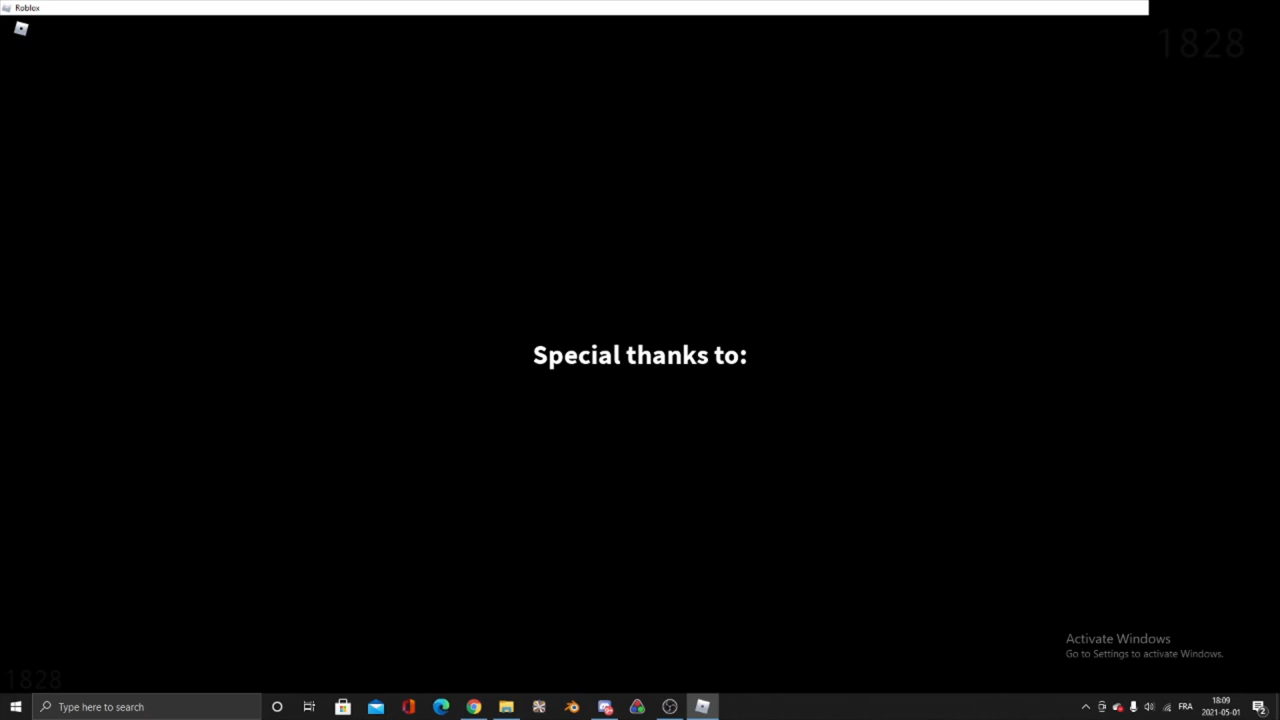 Roblox
1828
Special thanks to:
Activate Windows
Go to Settings to activate Windows.
1828
Type here to search
FRA
18:09
2021-05-01
2